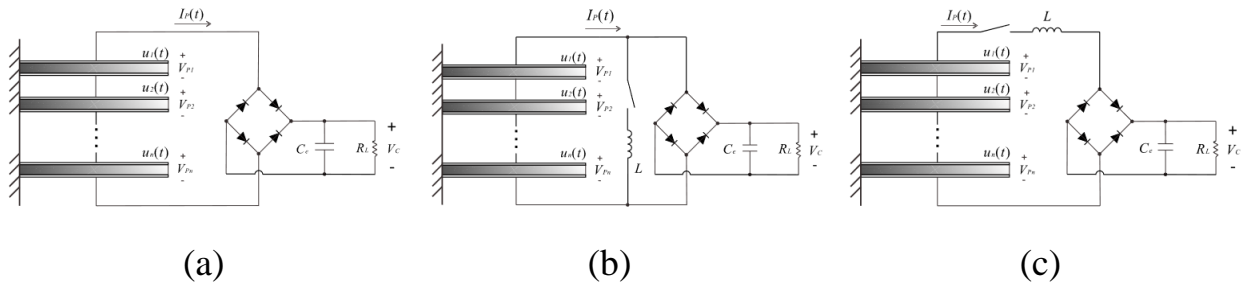 I_P(t)
u_1(t)
+
V_P1
-
u_2(t)
+
V_P2
-
u_n(t)
+
V_Pn
-
C_e
R_L
+
V_C
-
(a)
I_P(t)
u_1(t)
+
V_P1
-
u_2(t)
+
V_P2
-
u_n(t)
+
V_Pn
-
L
C_e
R_L
+
V_C
-
(b)
I_P(t)
L
u_1(t)
+
V_P1
-
u_2(t)
+
V_P2
-
u_n(t)
+
V_Pn
-
C_e
R_L
+
V_C
-
(c)